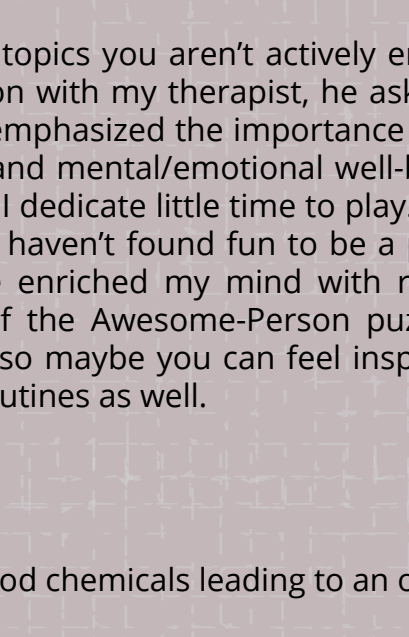 topics you aren’t actively e
on with my therapist, he as
emphasized the importance
and mental/emotional well-
I dedicate little time to play.
haven’t found fun to be a
enriched my mind with
f the Awesome-Person puz
so maybe you can feel insp
utines as well.
od chemicals leading to an